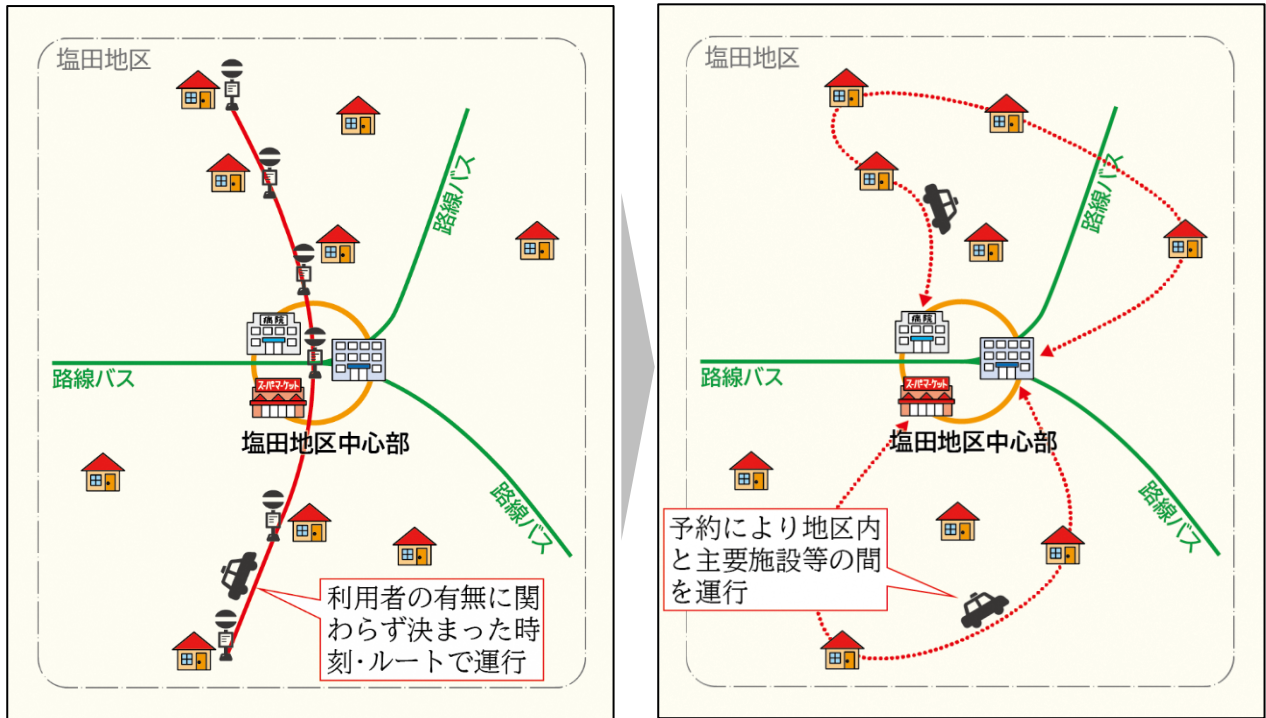 塩田地区
路線バス
病院
路線バス
スーパーマーケット
塩田地区中心部
路線バス
利用者の有無に関
わらず決まった時
刻・ルートで運行
塩田地区
路線バス
病院
路線バス
スーパーマーケット
塩田地区中心部
路線バス
予約により地区内
と主要施設等の間
を運行